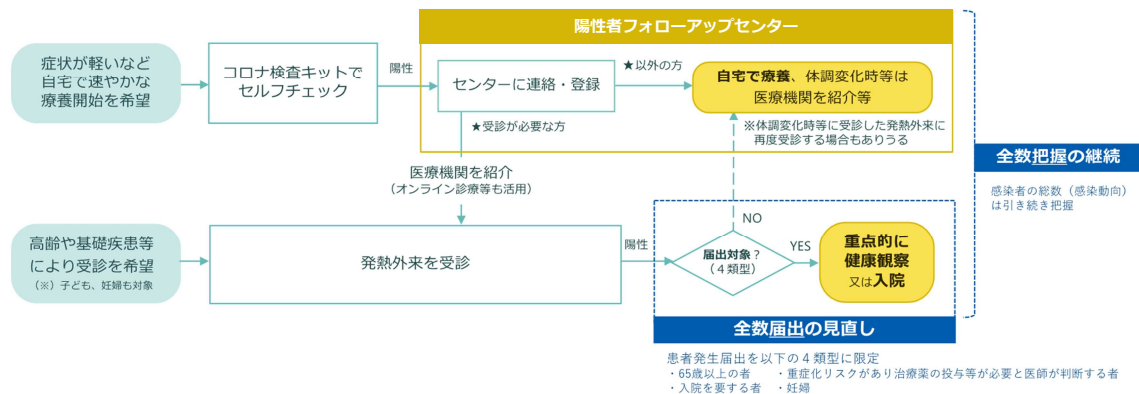 陽性者フォローアップセンター
症状が軽いなど
自宅で速やかな
療養開始を希望
コロナ検査キットで
セルフチェック
陽性
センターに連絡・登録
★以外の方
自宅で療養、体調変化時等は
医療機関を紹介等
※体調変化時等に受診した発熱外来に
再度受診する場合もありうる
★受診が必要な方
医療機関を紹介
（オンライン診療等も活用）
全数把握の継続
感染者の総数（感染動向）
は引き続き把握
高齢や基礎疾患等
により受診を希望
（※）子ども、妊婦も対象
発熱外来を受診
陽性
届出対象？
（４類型）
NO
YES
重点的に
健康観察
又は入院
全数届出の見直し
患者発生届出を以下の４類型に限定
・65歳以上の者　・重症化リスクがあり治療薬の投与等が必要と医師が判断する者
・入院を要する者　・妊婦